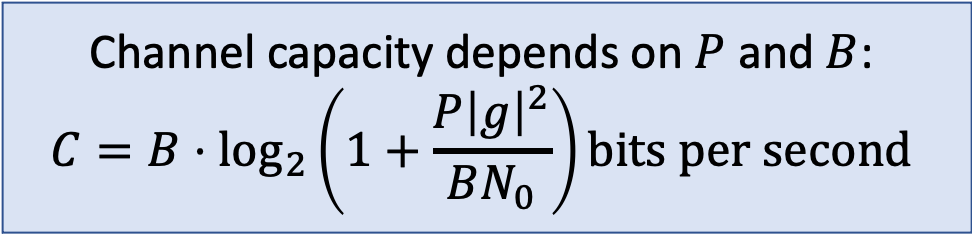 Channel capacity depends on P and B:
C = B · log₂ (1 + P|g|²/BN₀) bits per second